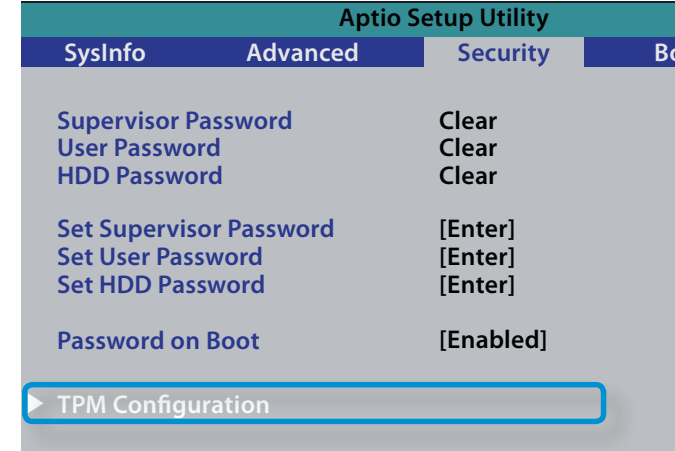 Aptio Setup Utility
SysInfo Advanced Security
Supervisor Password Clear
User Password Clear
HDD Password Clear
Set Supervisor Password [Enter]
Set User Password [Enter]
Set HDD Password [Enter]
Password on Boot [Enabled]
TPM Configuration